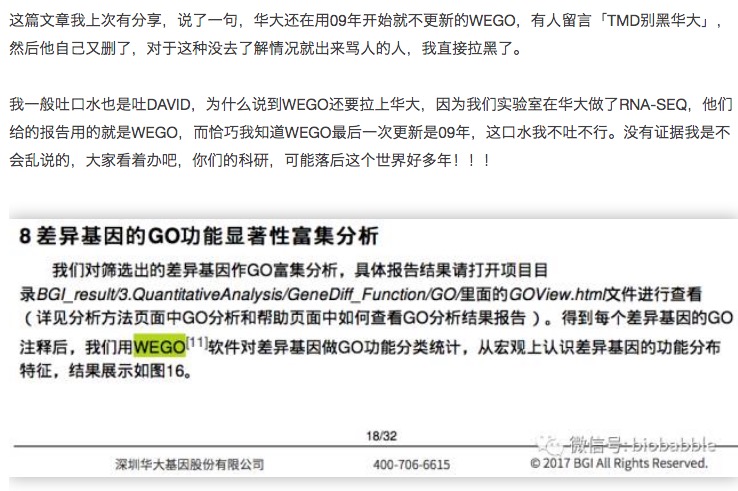 这篇文章我上次有分享，说了一句，华大还在用09年开始就不更新的WEGO，有人留言「TMD别黑华大」，
然后他自己又删了，对于这种没去了解情况就出来骂人的人，我直接拉黑了。
我一般吐口水也是吐DAVID，为什么说到WEGO还要拉上华大，因为我们实验室在华大做了RNA-SEQ，他们
给的报告用的就是WEGO，而恰巧我知道WEGO最后一次更新是09年，这口水我不吐不行。没有证据我是不
会乱说的，大家看着办吧，你们的科研，可能落后这个世界好多年！！！
8 差异基因的GO功能显著性富集分析
我们对筛选出的差异基因作GO富集分析，具体报告结果请打开项目目
录BGI_result/3.QuantitativeAnalysis/GeneDiff_Function/GO/里面的GOView.html文件进行查看
（详见分析方法页面中GO分析和帮助页面中如何查看GO分析结果报告）。得到每个差异基因的GO
注释后，我们用WEGO[11]软件对差异基因做GO功能分类统计，从宏观上认识差异基因的功能分布
特征，结果展示如图16。
18/32
微信号: biobabble
深圳华大基因股份有限公司 400-706-6615 © 2017 BGI All Rights Reserved.